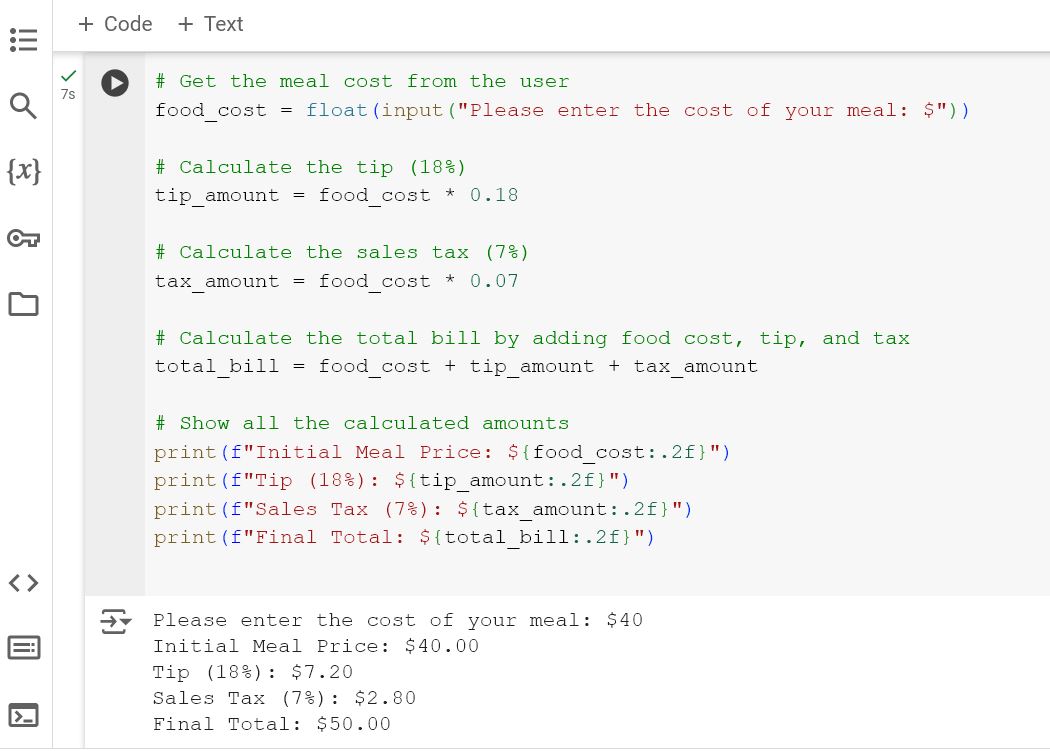 + Code + Text
7s
{x}
# Get the meal cost from the user
food_cost = float(input("Please enter the cost of your meal: $"))
# Calculate the tip (18%)
tip_amount = food_cost * 0.18
# Calculate the sales tax (7%)
tax_amount = food_cost * 0.07
# Calculate the total bill by adding food cost, tip, and tax
total_bill = food_cost + tip_amount + tax_amount
# Show all the calculated amounts
print(f"Initial Meal Price: ${food_cost:.2f}")
print(f"Tip (18%): ${tip_amount:.2f}")
print(f"Sales Tax (7%): ${tax_amount:.2f}")
print(f"Final Total: ${total_bill:.2f}")
Please enter the cost of your meal: $40
Initial Meal Price: $40.00
Tip (18%): $7.20
Sales Tax (7%): $2.80
Final Total: $50.00